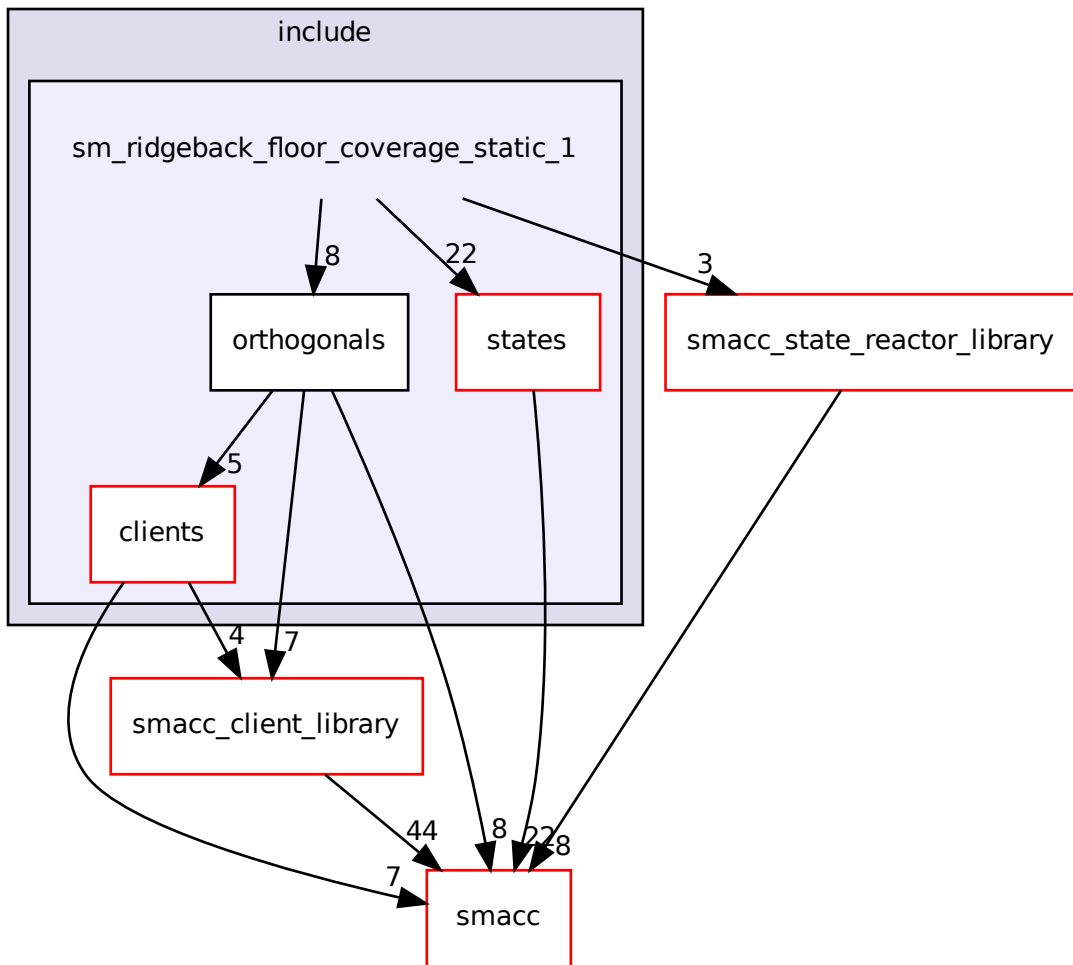 include
sm_ridgeback_floor_coverage_static_1
8
22
3
orthogonals
states
smacc_state_reactor_library
5
clients
4
7
smacc_client_library
44
8
22
8
7
smacc